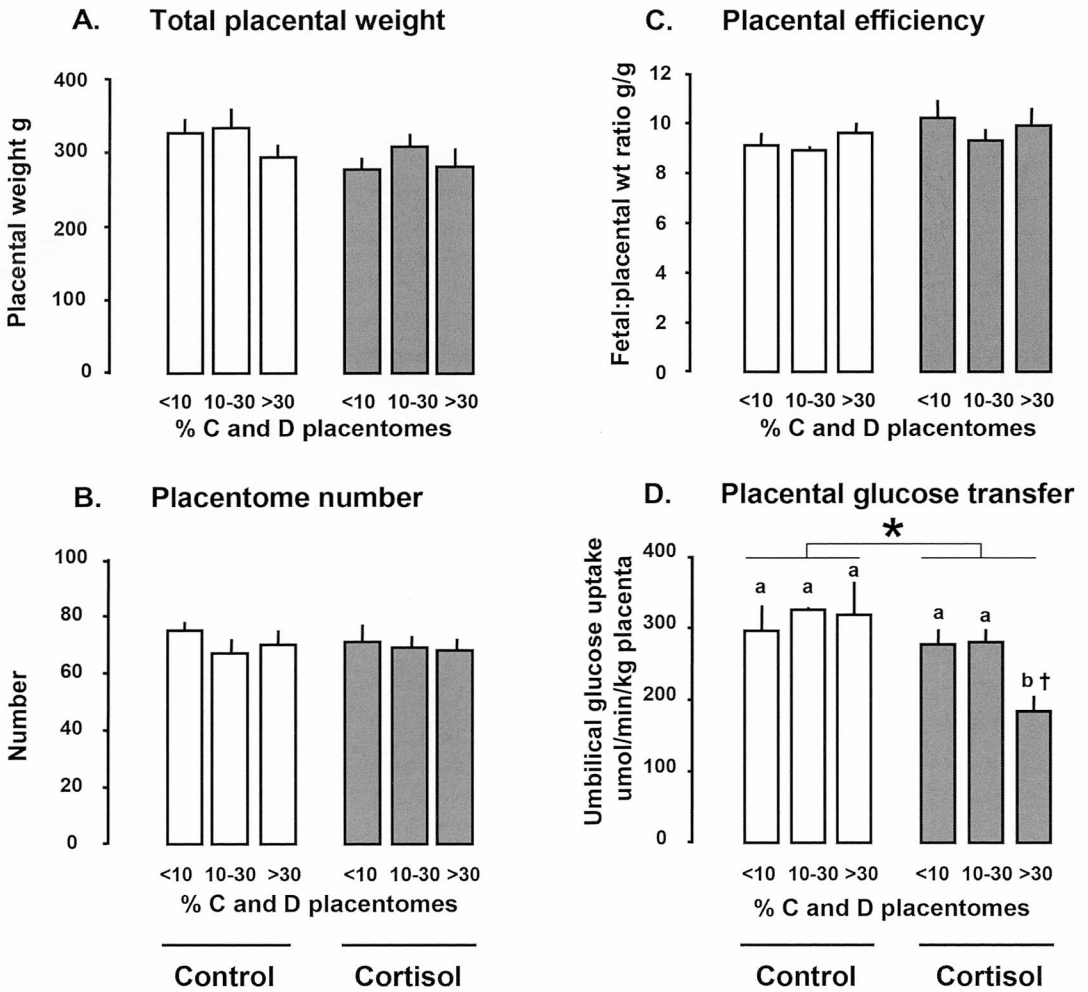 A. Total placental weight
Placental weight g
400
300
200
100
0
<10 10-30 >30 <10 10-30 >30
% C and D placentomes
B. Placentome number
Number
100
80
60
40
20
0
<10 10-30 >30 <10 10-30 >30
% C and D placentomes
Control Cortisol
C. Placental efficiency
Fetal:placental wt ratio g/g
12
10
8
6
4
2
0
<10 10-30 >30 <10 10-30 >30
% C and D placentomes
D. Placental glucose transfer
Umbilical glucose uptake
umol/min/kg placenta
400
300
200
100
0
*
a a a a a b †
<10 10-30 >30 <10 10-30 >30
% C and D placentomes
Control Cortisol